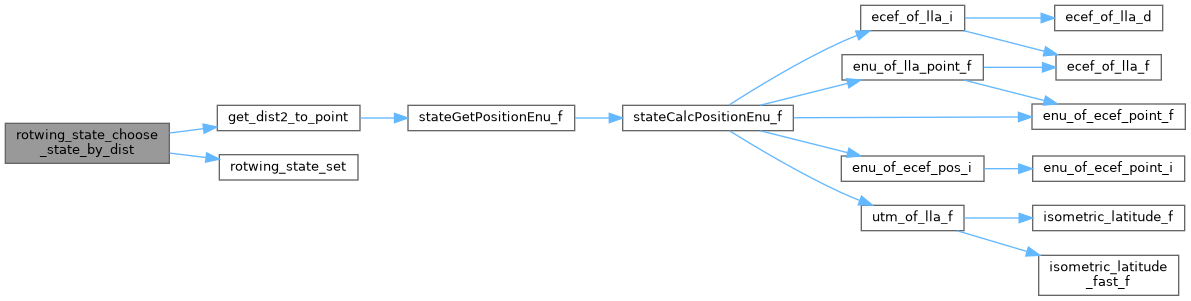 rotwing_state_choose
_state_by_dist
get_dist2_to_point
rotwing_state_set
stateGetPositionEnu_f
stateCalcPositionEnu_f
ecef_of_lla_i
enu_of_lla_point_f
enu_of_ecef_pos_i
utm_of_lla_f
ecef_of_lla_d
ecef_of_lla_f
enu_of_ecef_point_f
enu_of_ecef_point_i
isometric_latitude_f
isometric_latitude
_fast_f